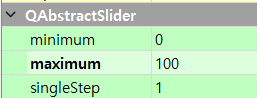 QAbstractSlider
minimum 0
maximum 100
singleStep 1